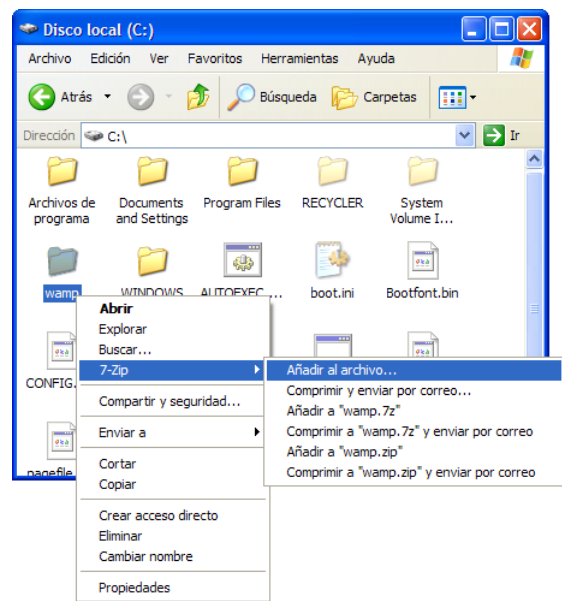 Disco local (C:)
Archivo Edición Ver Favoritos Herramientas Ayuda
Atrás Búsqueda Carpetas
Dirección C:\ Ir
Archivos de programa
Documents and Settings
Program Files
RECYCLER
System Volume I...
wamp
WINDOWS
AUTOEXEC....
boot.ini
Bootfont.bin
CONFIG.
pagefile
Abrir
Explorar
Buscar...
7-Zip
Compartir y seguridad...
Enviar a
Cortar
Copiar
Crear acceso directo
Eliminar
Cambiar nombre
Propiedades
Añadir al archivo...
Comprimir y enviar por correo...
Añadir a "wamp.7z"
Comprimir a "wamp.7z" y enviar por correo
Añadir a "wamp.zip"
Comprimir a "wamp.zip" y enviar por correo